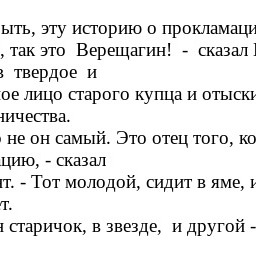 ыть, эту историю о прокламаци
, так это Верещагин! - сказал
в твердое и
ое лицо старого купца и отыски
ничества.
не он самый. Это отец того, ко
цию, - сказал
т. - Тот молодой, сидит в яме, и
т.
старичок, в звезде, и другой -